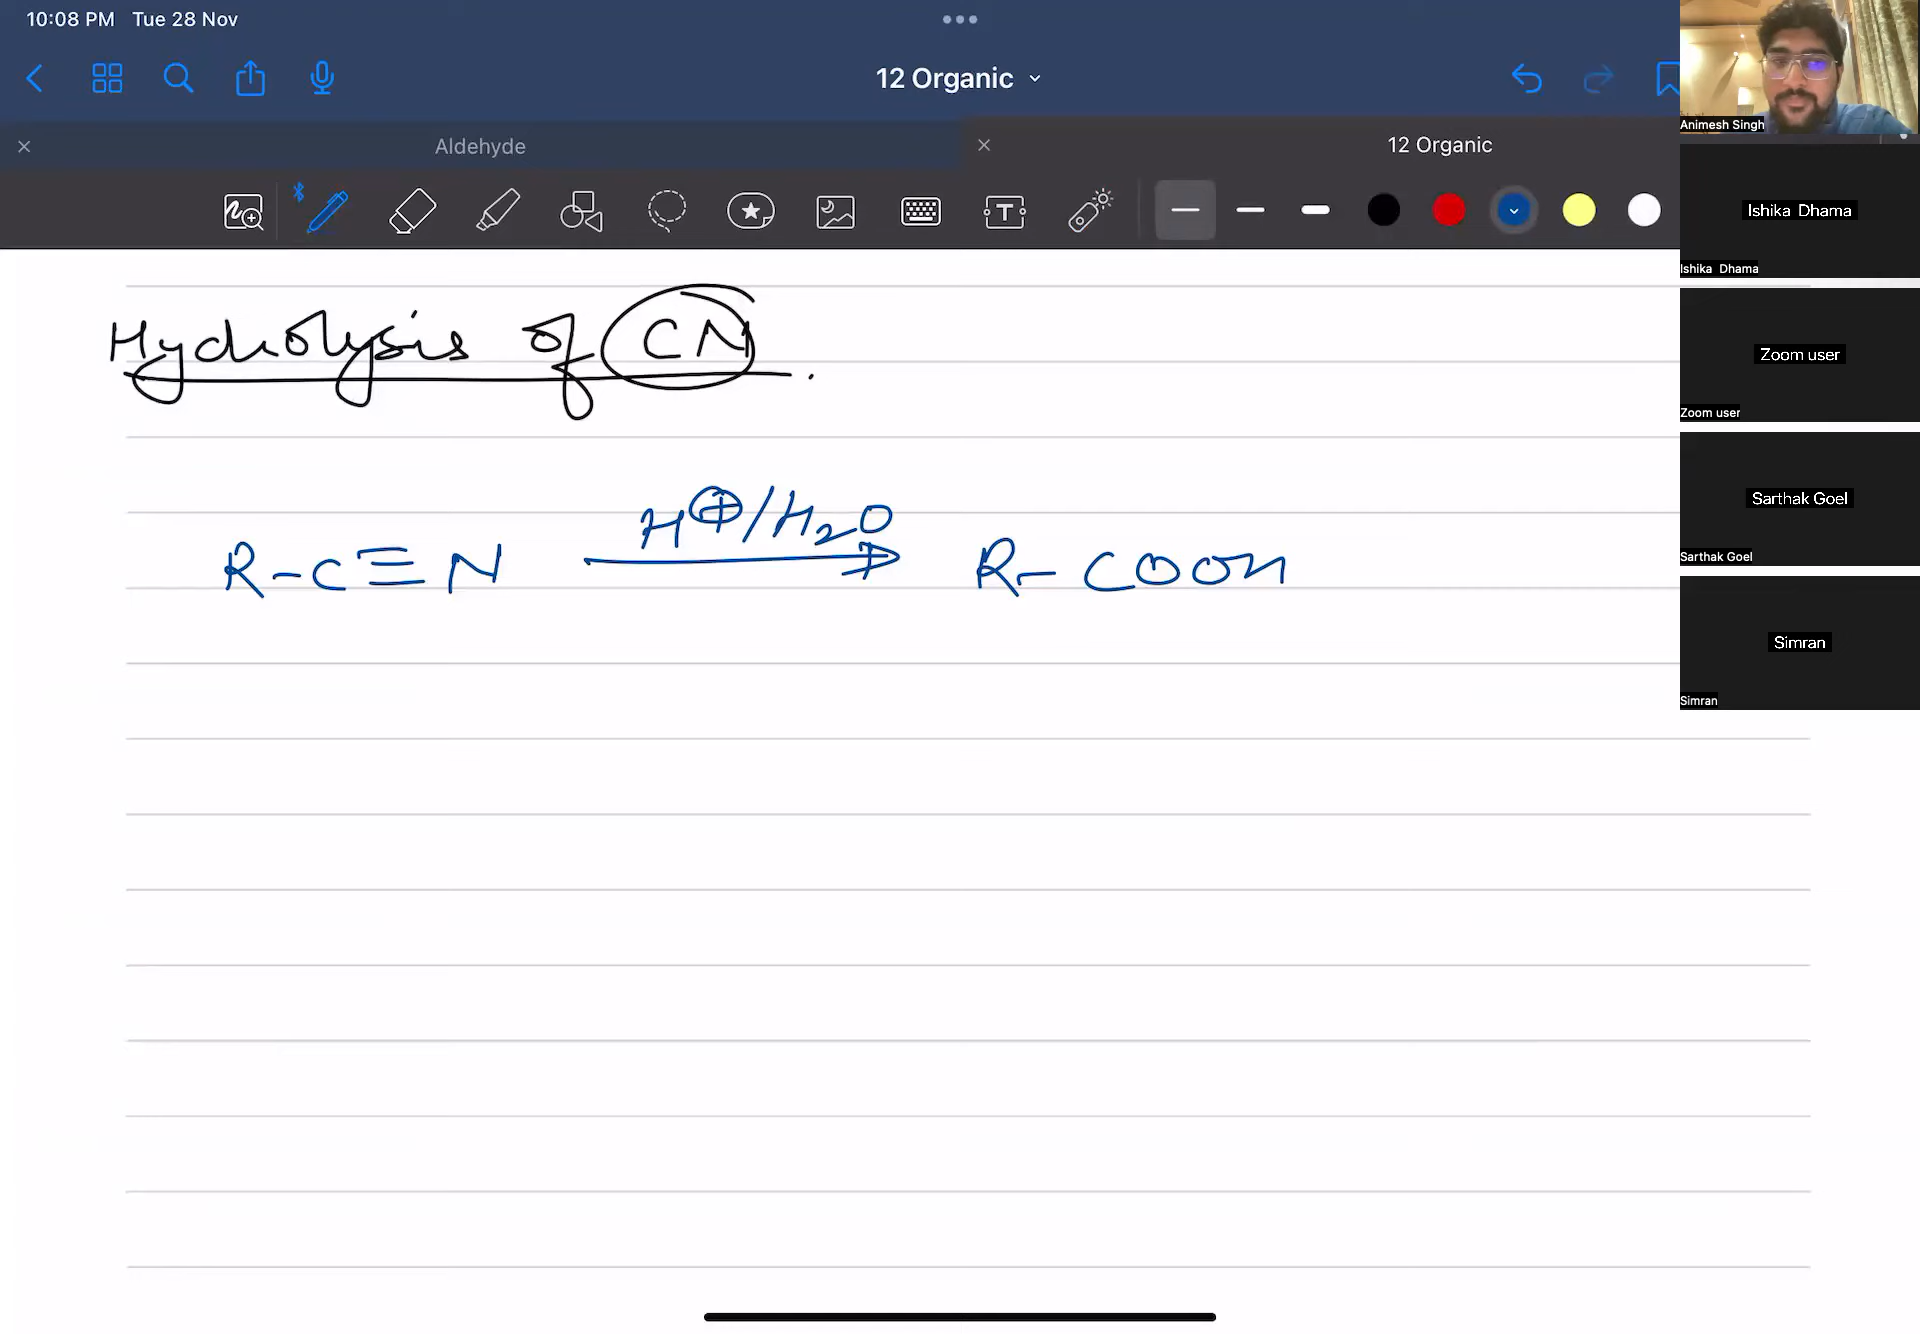 10:08 PM Tue 28 Nov
12 Organic
Aldehyde
12 Organic
T
Animesh Singh
Ishika Dhama
Ishika Dhama
Zoom user
Zoom user
Sarthak Goel
Sarthak Goel
Simran
Simran
Hydrolysis of CN.
R-C≡N H⊕/H₂O → R-COOH